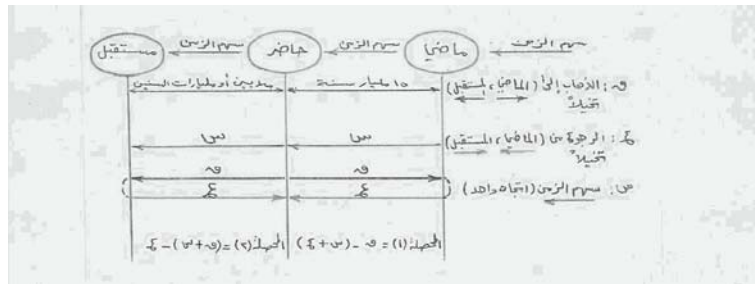 سهم الزمن ماضيا سهم الزمن حاضر سهم الزمن مستقبل
١٥ مليار سنة ملايين أو مليارات السنين
ف : الذهاب إلى (الماضي، المستقبل)
تخيلاً
س س
ع : الرجوع من (الماضي، المستقبل)
تخيلاً
ف ف
س : سهم الزمن (اتجاه واحد)
ع ع
المحصلة (١) = ف - (س + ع) المحصلة (٢) = (ف + س) - ع